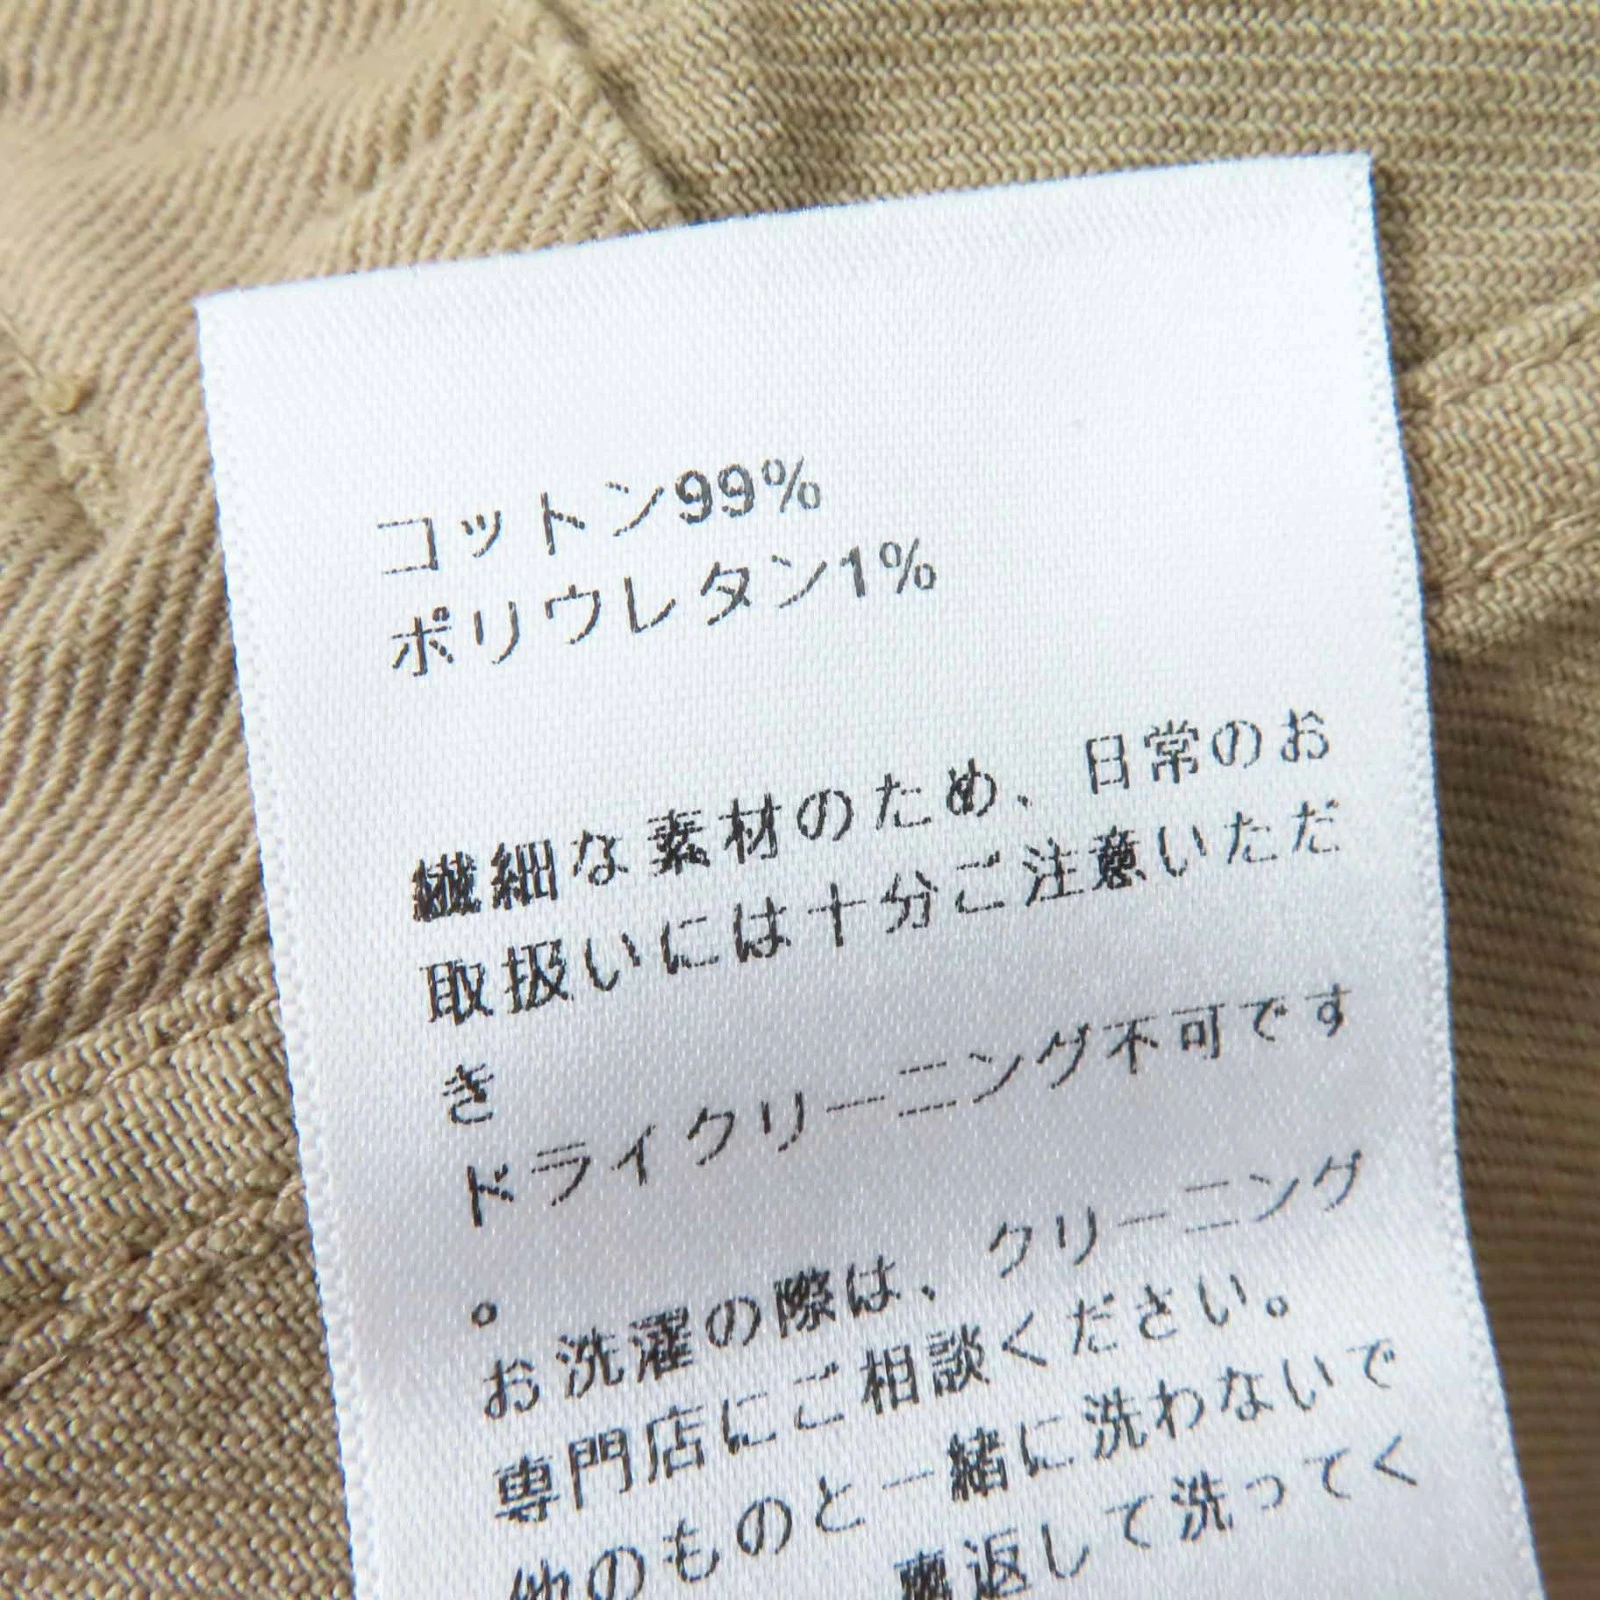 コットン99%
ポリウレタン1%
繊細な素材のため、日常のお
取扱いには十分ご注意いただ
き
ドライクリーニング不可です
。
お洗濯の際は、クリーニング
専門店にご相談ください。
他のものと一緒に洗わないで
裏返して洗ってく